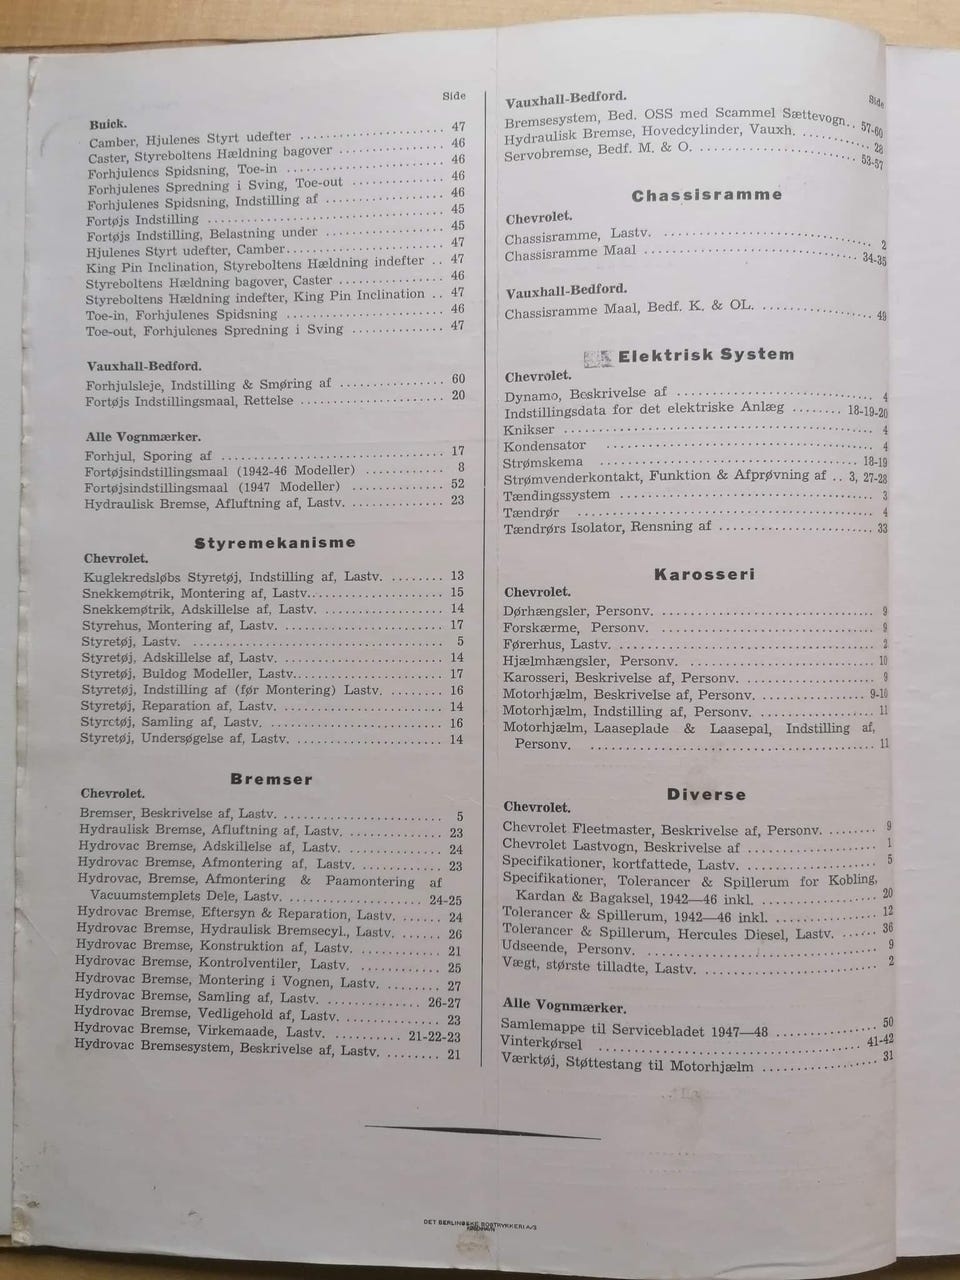 Side
Buick.
Camber, Hjulenes Styrt udefter ..................... 47
Caster, Styreboltens Hældning bagover ............... 46
Forhjulenes Spidsning, Toe-in ....................... 46
Forhjulenes Spredning i Sving, Toe-out .............. 46
Forhjulenes Spidsning, Indstilling af ............... 46
Fortøjs Indstilling ................................. 45
Fortøjs Indstilling, Belastning under ............... 45
Hjulenes Styrt udefter, Camber....................... 47
King Pin Inclination, Styreboltens Hældning indefter .. 47
Styreboltens Hældning bagover, Caster ............... 46
Styreboltens Hældning indefter, King Pin Inclination .. 47
Toe-in, Forhjulenes Spidsning ....................... 46
Toe-out, Forhjulenes Spredning i Sving .............. 47
Vauxhall-Bedford.
Forhjulsleje, Indstilling & Smøring af ................ 60
Fortøjs Indstillingsmaal, Rettelse .................... 20
Alle Vognmærker.
Forhjul, Sporing af ................................. 17
Fortøjsindstillingsmaal (1942-46 Modeller) ............ 8
Fortøjsindstillingsmaal (1947 Modeller) .............. 52
Hydraulisk Bremse, Afluftning af, Lastv. .............. 23
Styremekanisme
Chevrolet.
Kuglekredsløbs Styretøj, Indstilling af, Lastv. ........ 13
Snekkemøtrik, Montering af, Lastv.................... 15
Snekkemøtrik, Adskillelse af, Lastv. .................. 14
Styrehus, Montering af, Lastv. ....................... 17
Styretøj, Lastv. ..................................... 5
Styretøj, Adskillelse af, Lastv. ....................... 14
Styretøj, Buldog Modeller, Lastv....................... 17
Styretøj, Indstilling af (før Montering) Lastv. ........ 16
Styretøj, Reparation af, Lastv. ....................... 14
Styretøj, Samling af, Lastv. ......................... 16
Styretøj, Undersøgelse af, Lastv. ..................... 14
Bremser
Chevrolet.
Bremser, Beskrivelse af, Lastv. ....................... 5
Hydraulisk Bremse, Afluftning af, Lastv. .............. 23
Hydrovac Bremse, Adskillelse af, Lastv. ............... 24
Hydrovac Bremse, Afmontering af, Lastv. ............ 23
Hydrovac, Bremse, Afmontering & Paamontering af
Vacuumstemplets Dele, Lastv. .................... 24-25
Hydrovac Bremse, Eftersyn & Reparation, Lastv. ...... 24
Hydrovac Bremse, Hydraulisk Bremsecyl., Lastv. ...... 26
Hydrovac Bremse, Konstruktion af, Lastv. ............ 21
Hydrovac Bremse, Kontrolventiler, Lastv. ............ 25
Hydrovac Bremse, Montering i Vognen, Lastv. ........ 27
Hydrovac Bremse, Samling af, Lastv. .............. 26-27
Hydrovac Bremse, Vedligehold af, Lastv. .............. 23
Hydrovac Bremse, Virkemaade, Lastv. .......... 21-22-23
Hydrovac Bremsesystem, Beskrivelse af, Lastv. ........ 21
Side
Vauxhall-Bedford.
Bremsesystem, Bed. OSS med Scammel Sættevogn.. 57-60
Hydraulisk Bremse, Hovedcylinder, Vauxh. .......... 28
Servobremse, Bedf. M. & O. ...................... 53-57
Chassisramme
Chevrolet.
Chassisramme, Lastv. ................................ 2
Chassisramme Maal ................................ 34-35
Vauxhall-Bedford.
Chassisramme Maal, Bedf. K. & OL. ................. 49
Elektrisk System
Chevrolet.
Dynamo, Beskrivelse af ............................. 4
Indstillingsdata for det elektriske Anlæg ........ 18-19-20
Knikser ............................................. 4
Kondensator ........................................ 4
Strømskema ...................................... 18-19
Strømvenderkontakt, Funktion & Afprøvning af .. 3, 27-28
Tændingssystem ..................................... 3
Tændrør ............................................ 4
Tændrørs Isolator, Rensning af ....................... 33
Karosseri
Chevrolet.
Dørhængsler, Personv. ............................... 9
Forskærme, Personv. ................................ 9
Førerhus, Lastv. ..................................... 2
Hjælmhængsler, Personv. ............................ 10
Karosseri, Beskrivelse af, Personv. ................... 9
Motorhjælm, Beskrivelse af, Personv. ............... 9-10
Motorhjælm, Indstilling af, Personv. ................. 11
Motorhjælm, Laaseplade & Laasepal, Indstilling af,
Personv. ......................................... 11
Diverse
Chevrolet.
Chevrolet Fleetmaster, Beskrivelse af, Personv. ........ 9
Chevrolet Lastvogn, Beskrivelse af ................... 1
Specifikationer, kortfattede, Lastv. ................... 5
Specifikationer, Tolerancer & Spillerum for Kobling,
Kardan & Bagaksel, 1942—46 inkl. ................. 20
Tolerancer & Spillerum, 1942—46 inkl. ............... 12
Tolerancer & Spillerum, Hercules Diesel, Lastv. ...... 36
Udseende, Personv. ................................. 9
Vægt, største tilladte, Lastv. ......................... 2
Alle Vognmærker.
Samlemappe til Servicebladet 1947—48 ............... 50
Vinterkørsel ..................................... 41-42
Værktøj, Støttestang til Motorhjælm ................. 31
DET BERLINGSKE BOGTRYKKERI A/S
KØBENHAVN